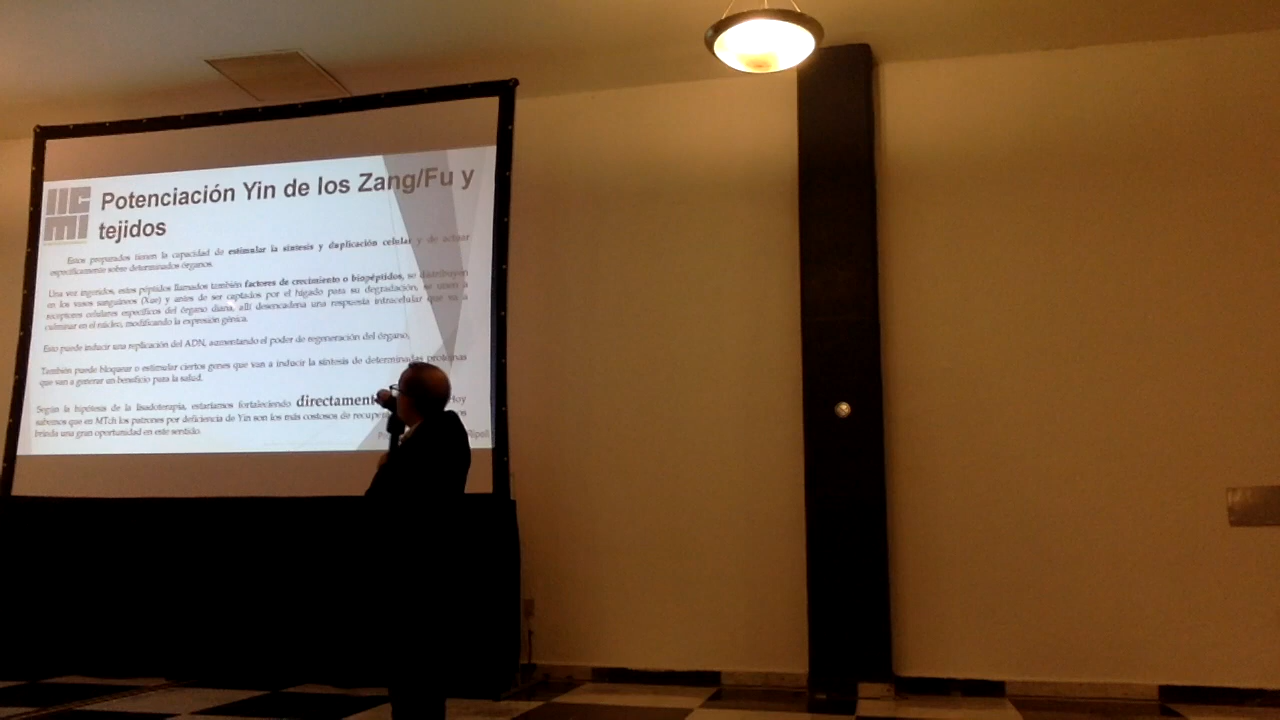 IIC
MI
Potenciación Yin de los Zang/Fu y
tejidos
Estos preparados tienen la capacidad de estimular la síntesis y duplicación celular y de actuar
específicamente sobre determinados órganos.
Una vez ingeridos, estos péptidos llamados también factores de crecimiento o biopéptidos, se distribuyen
en los vasos sanguíneos (Xue) y antes de ser captados por el hígado para su degradación, se unen a
receptores celulares específicos del órgano diana, allí desencadena una respuesta intracelular que va a
culminar en el núcleo, modificando la expresión génica.
Esto puede inducir una replicación del ADN, aumentando el poder de regeneración del órgano,
También puede bloquear o estimular ciertos genes que van a inducir la síntesis de determinadas proteínas
que van a generar un beneficio para la salud.
Según la hipótesis de la lisadoterapia, estaríamos fortaleciendo directament Hoy
sabemos que en MTch los patrones por deficiencia de Yin son los más costosos de recuper os
brinda una gran oportunidad en este sentido.
Ripoll